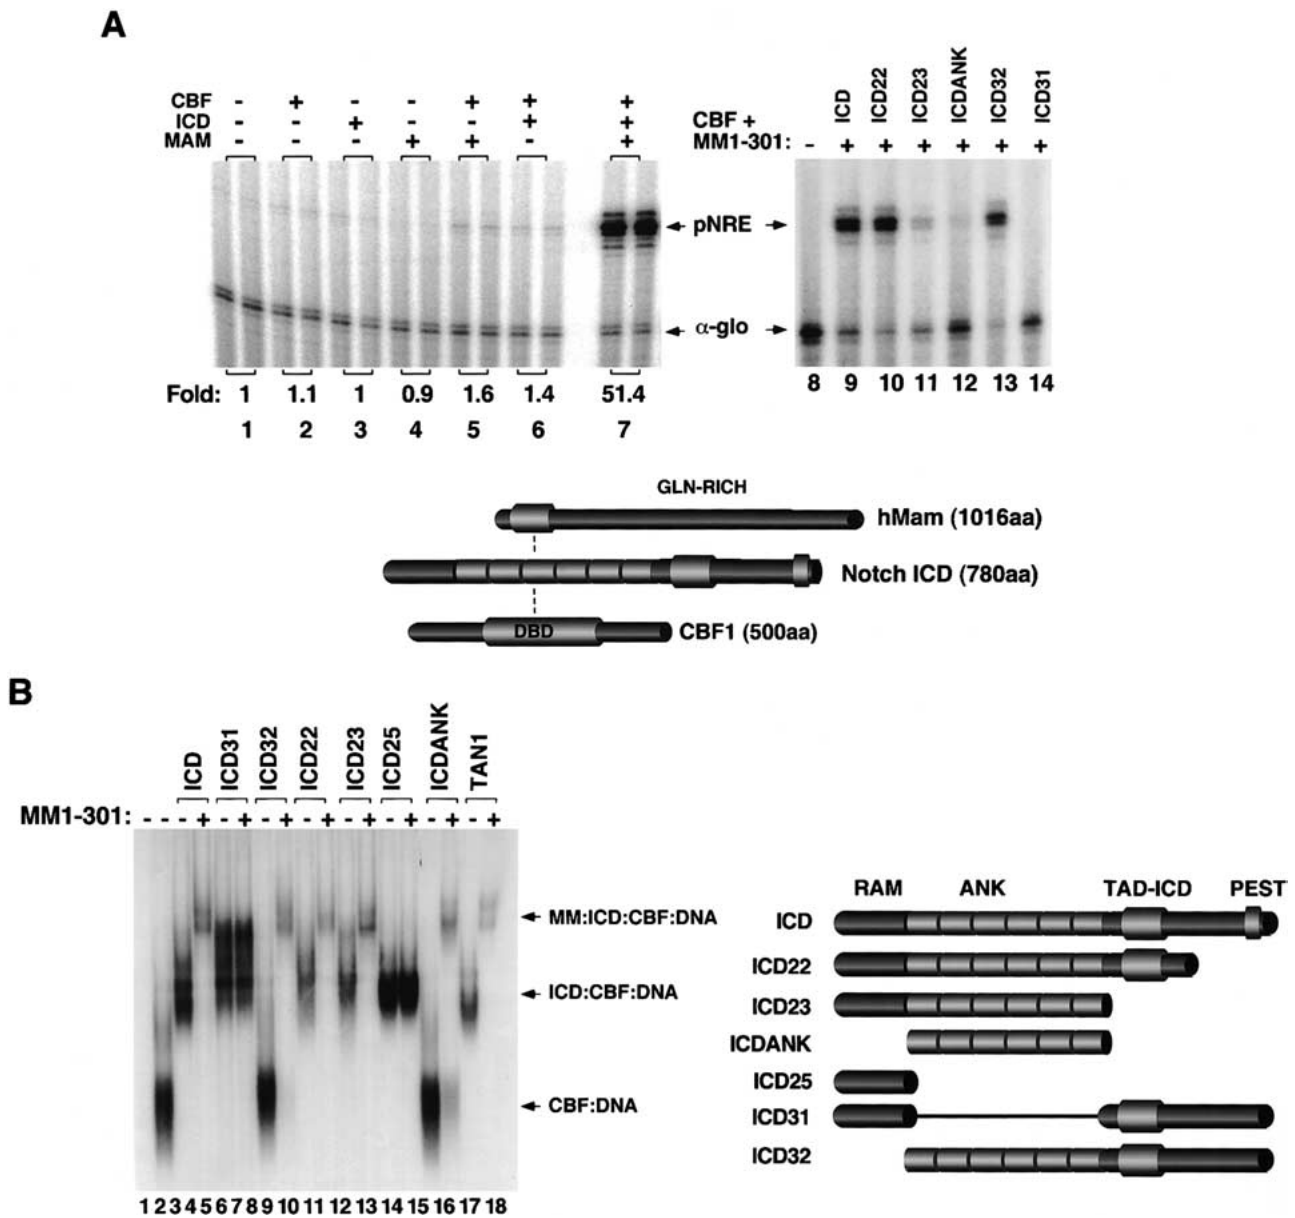 A
CBF - + - - + + +
ICD - - + - - + +
MAM - - - + + - +
pNRE
α-glo
Fold: 1 1.1 1 0.9 1.6 1.4 51.4
1 2 3 4 5 6 7
ICD ICD22 ICD23 ICDANK ICD32 ICD31
CBF +
MM1-301: - + + + + + +
8 9 10 11 12 13 14
GLN-RICH
hMam (1016aa)
Notch ICD (780aa)
DBD
CBF1 (500aa)
B
ICD ICD31 ICD32 ICD22 ICD23 ICD25 ICDANK TAN1
MM1-301: - - - + - + - + - + - + - + - + - +
MM:ICD:CBF:DNA
ICD:CBF:DNA
CBF:DNA
1 2 3 4 5 6 7 8 9 10 11 12 13 14 15 16 17 18
RAM ANK TAD-ICD PEST
ICD
ICD22
ICD23
ICDANK
ICD25
ICD31
ICD32